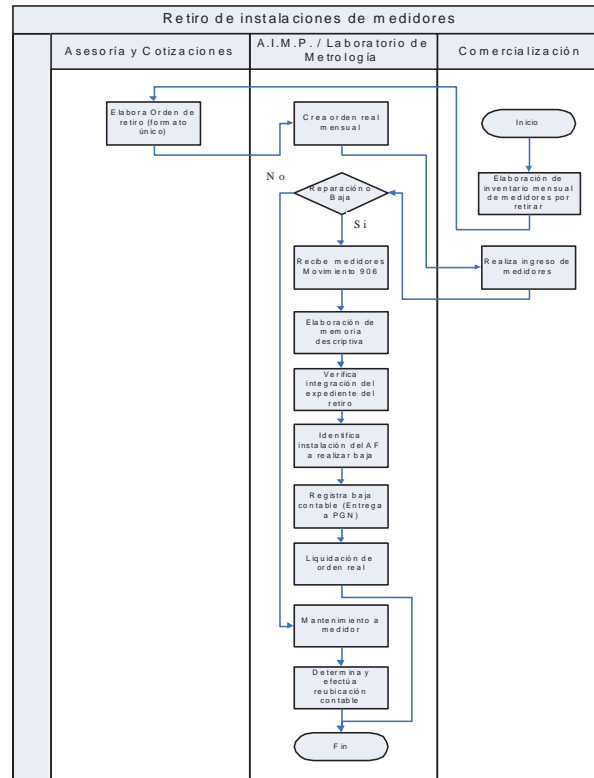 Retiro de instalaciones de medidores
Asesoría y Cotizaciones
A.I.M.P. / Laboratorio de
Metrología
Comercialización
Elabora Orden de
retiro (formato
único)
Crea orden real
mensual
Inicio
Elaboración de
inventario mensual
de medidores por
retirar
No
Reparación o
Baja
Si
Realiza ingreso de
medidores
Recibe medidores
Movimiento 906
Elaboración de
memoria
descriptiva
Verifica
integración del
expediente del
retiro
Identifica
instalación del AF
a realizar baja
Registra baja
contable (Entrega
a PGN)
Liquidación de
orden real
Mantenimiento a
medidor
Determina y
efectúa
reubicación
contable
Fin